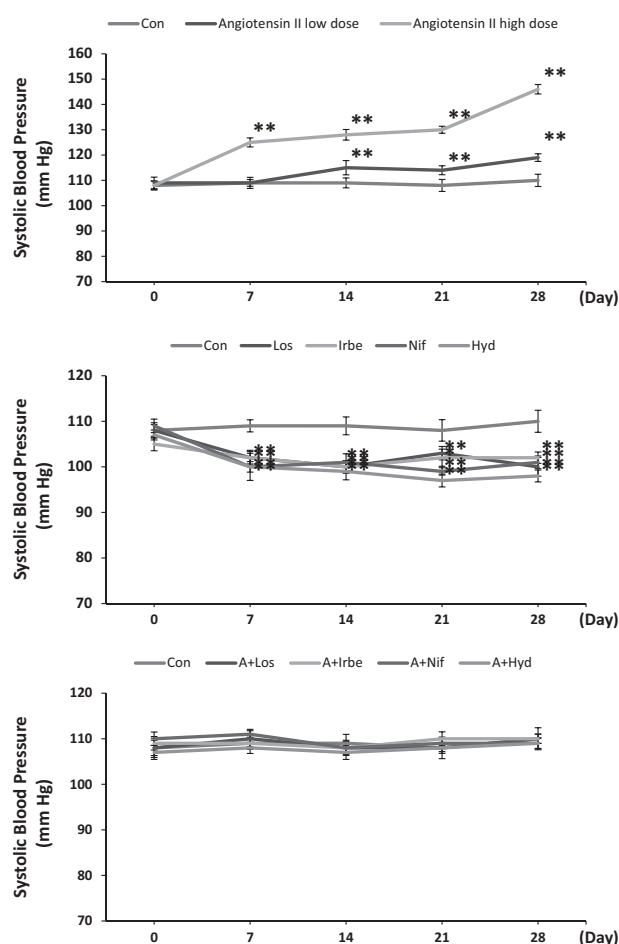 Con Angiotensin II low dose Angiotensin II high dose
Systolic Blood Pressure
(mm Hg)
160
150
140
130
120
110
100
90
80
70
**
**
**
**
**
**
**
0 7 14 21 28 (Day)
Con Los Irbe Nif Hyd
Systolic Blood Pressure
(mm Hg)
120
110
100
90
80
70
** ** ** **
** ** ** **
** ** ** **
** ** ** **
0 7 14 21 28 (Day)
Con A+Los A+Irbe A+Nif A+Hyd
Systolic Blood Pressure
(mm Hg)
120
110
100
90
80
70
0 7 14 21 28 (Day)